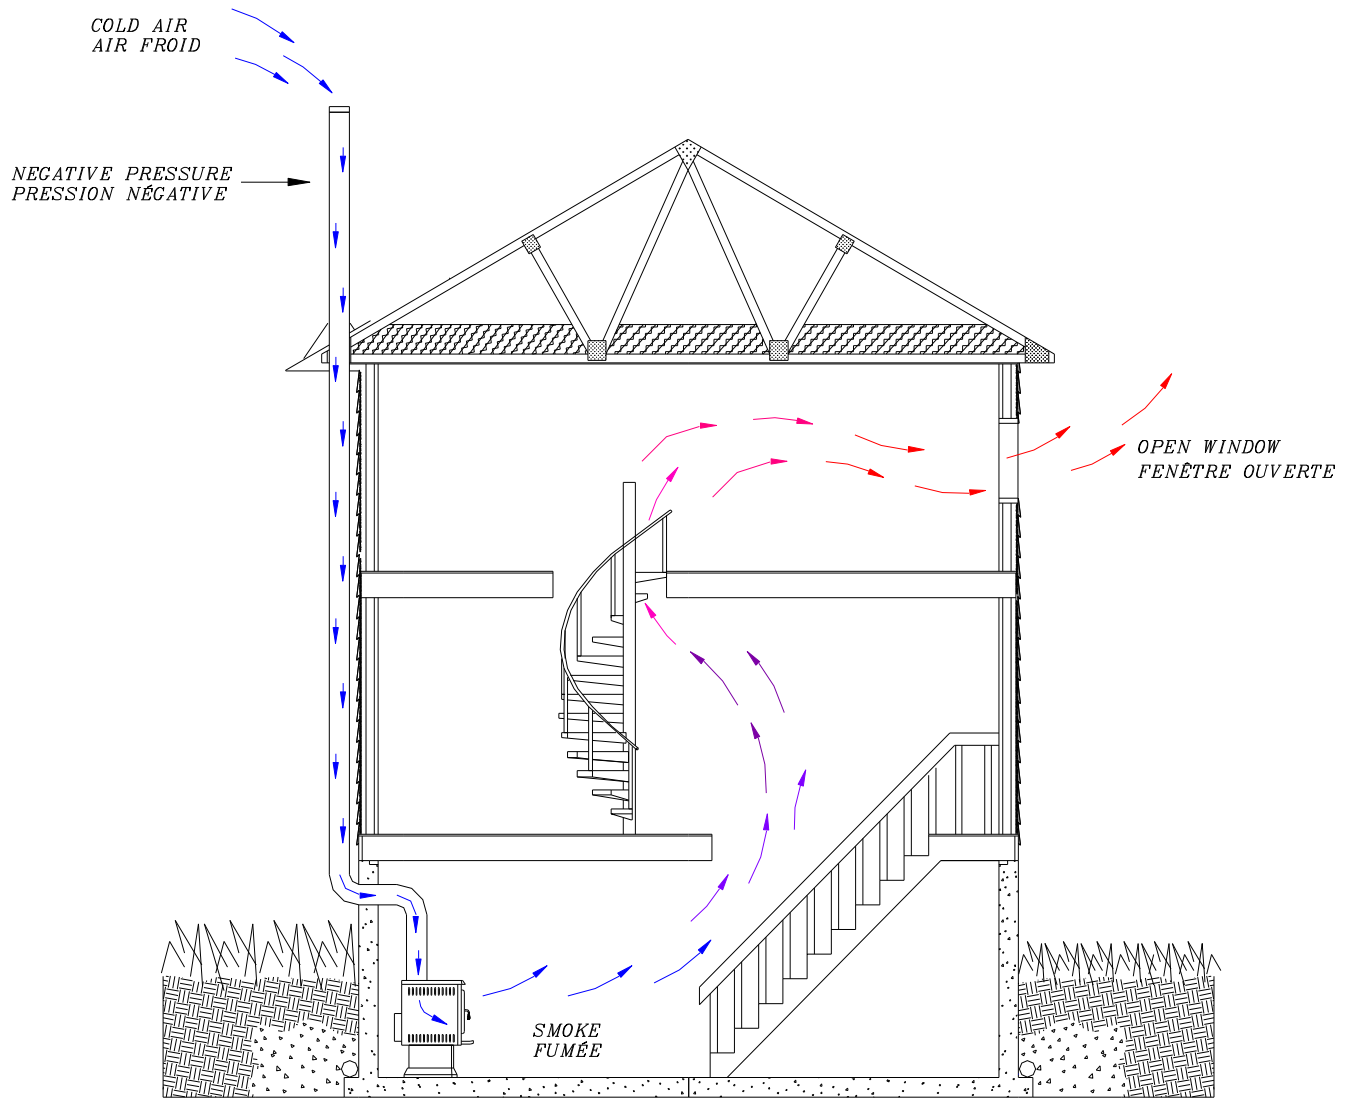 COLD AIR
AIR FROID
NEGATIVE PRESSURE
PRESSION NÉGATIVE
OPEN WINDOW
FENÊTRE OUVERTE
SMOKE
FUMÉE